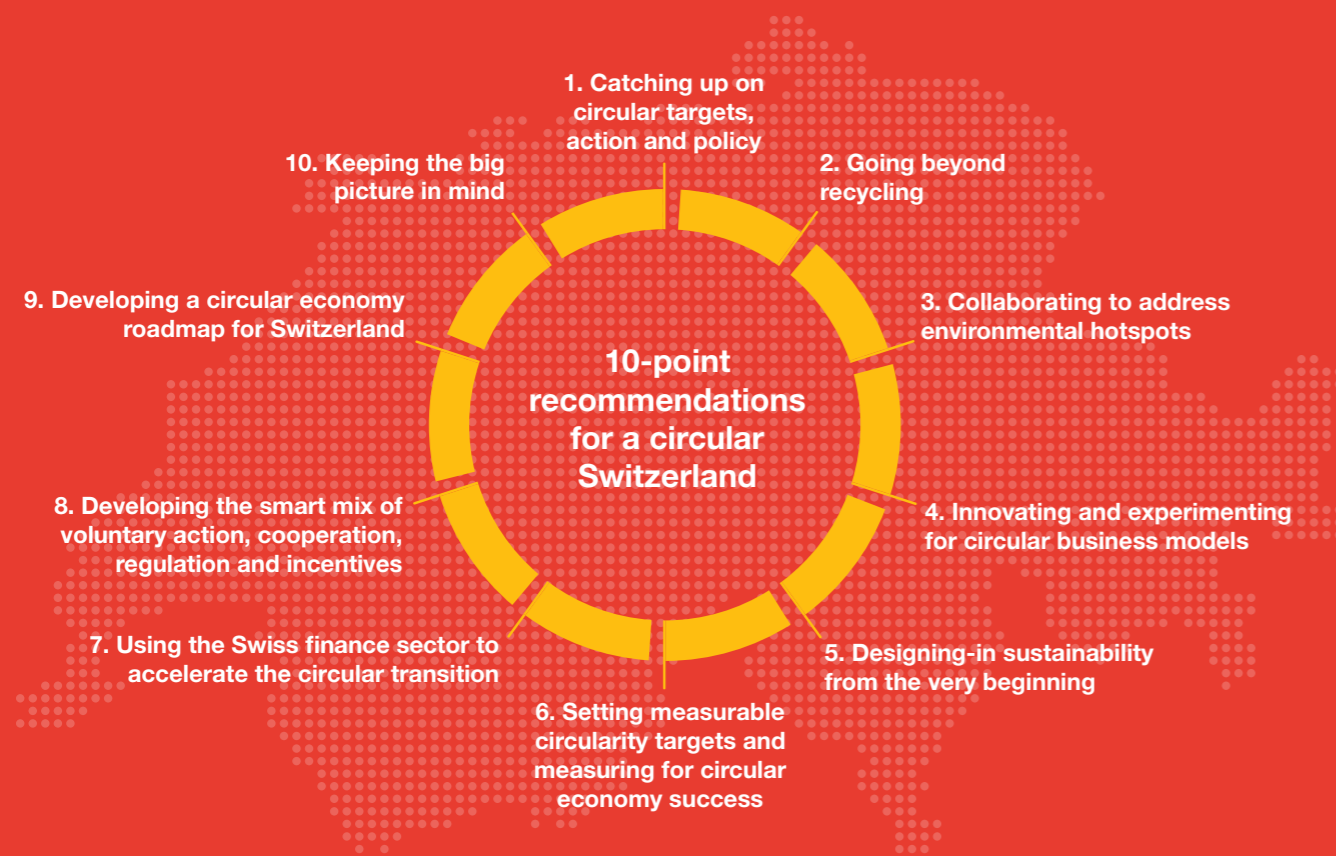 10-point
recommendations
for a circular
Switzerland
1. Catching up on
circular targets,
action and policy
2. Going beyond
recycling
3. Collaborating to address
environmental hotspots
4. Innovating and experimenting
for circular business models
5. Designing-in sustainability
from the very beginning
6. Setting measurable
circularity targets and
measuring for circular
economy success
7. Using the Swiss finance sector to
accelerate the circular transition
8. Developing the smart mix of
voluntary action, cooperation,
regulation and incentives
9. Developing a circular economy
roadmap for Switzerland
10. Keeping the big
picture in mind